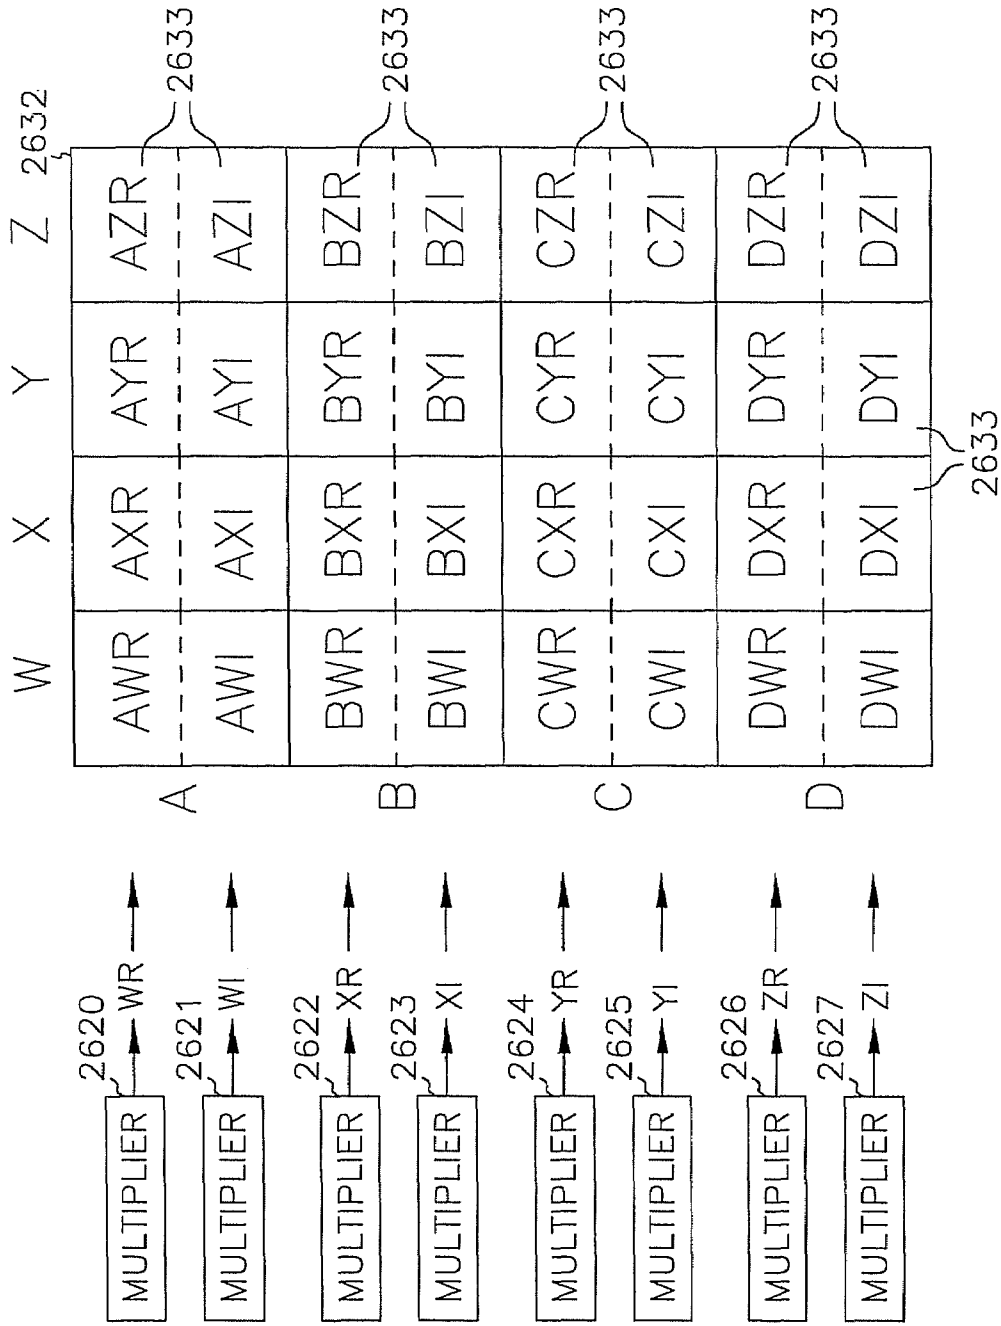 W X Y Z 2632
A
AWR AXR AYR AZR 2633
AWI AXI AYI AZI
B
BWR BXR BYR BZR 2633
BWI BXI BYI BZI
C
CWR CXR CYR CZR 2633
CWI CXI CYI CZI
D
DWR DXR DYR DZR 2633
DWI DXI DYI DZI
2633
MULTIPLIER 2620 WR
MULTIPLIER 2621 WI
MULTIPLIER 2622 XR
MULTIPLIER 2623 XI
MULTIPLIER 2624 YR
MULTIPLIER 2625 YI
MULTIPLIER 2626 ZR
MULTIPLIER 2627 ZI